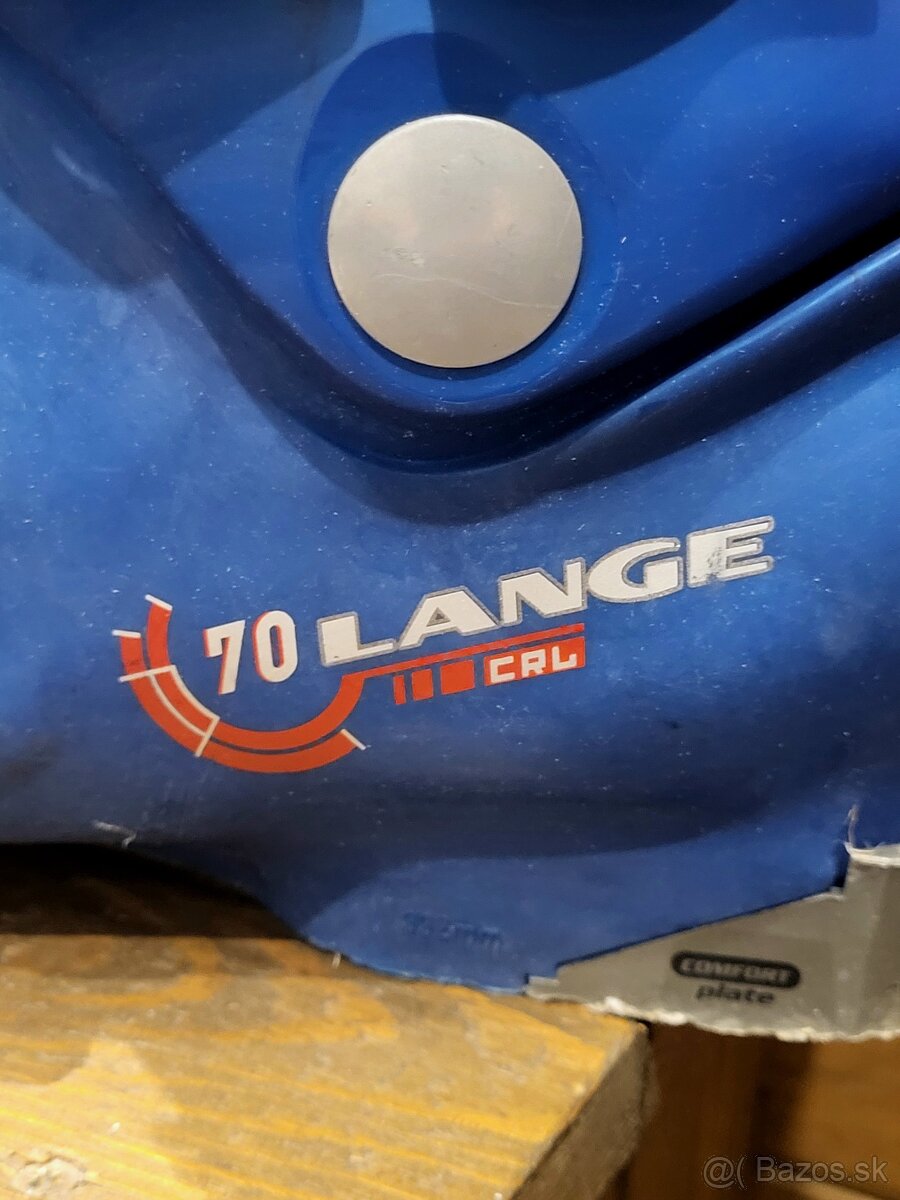 70 LANGE
CRL
COMFORT
plate
@( Bazos.sk